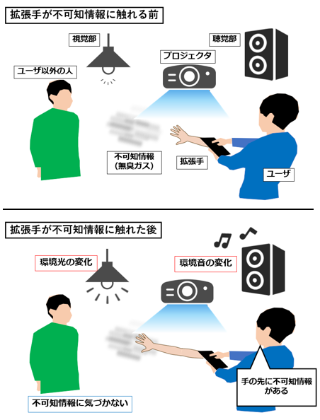 拡張手が不可知情報に触れる前
視覚部
聴覚部
プロジェクタ
ユーザ以外の人
不可知情報
(無臭ガス)
拡張手
ユーザ
拡張手が不可知情報に触れた後
環境光の変化
環境音の変化
不可知情報に気づかない
手の先に不可知情報
がある